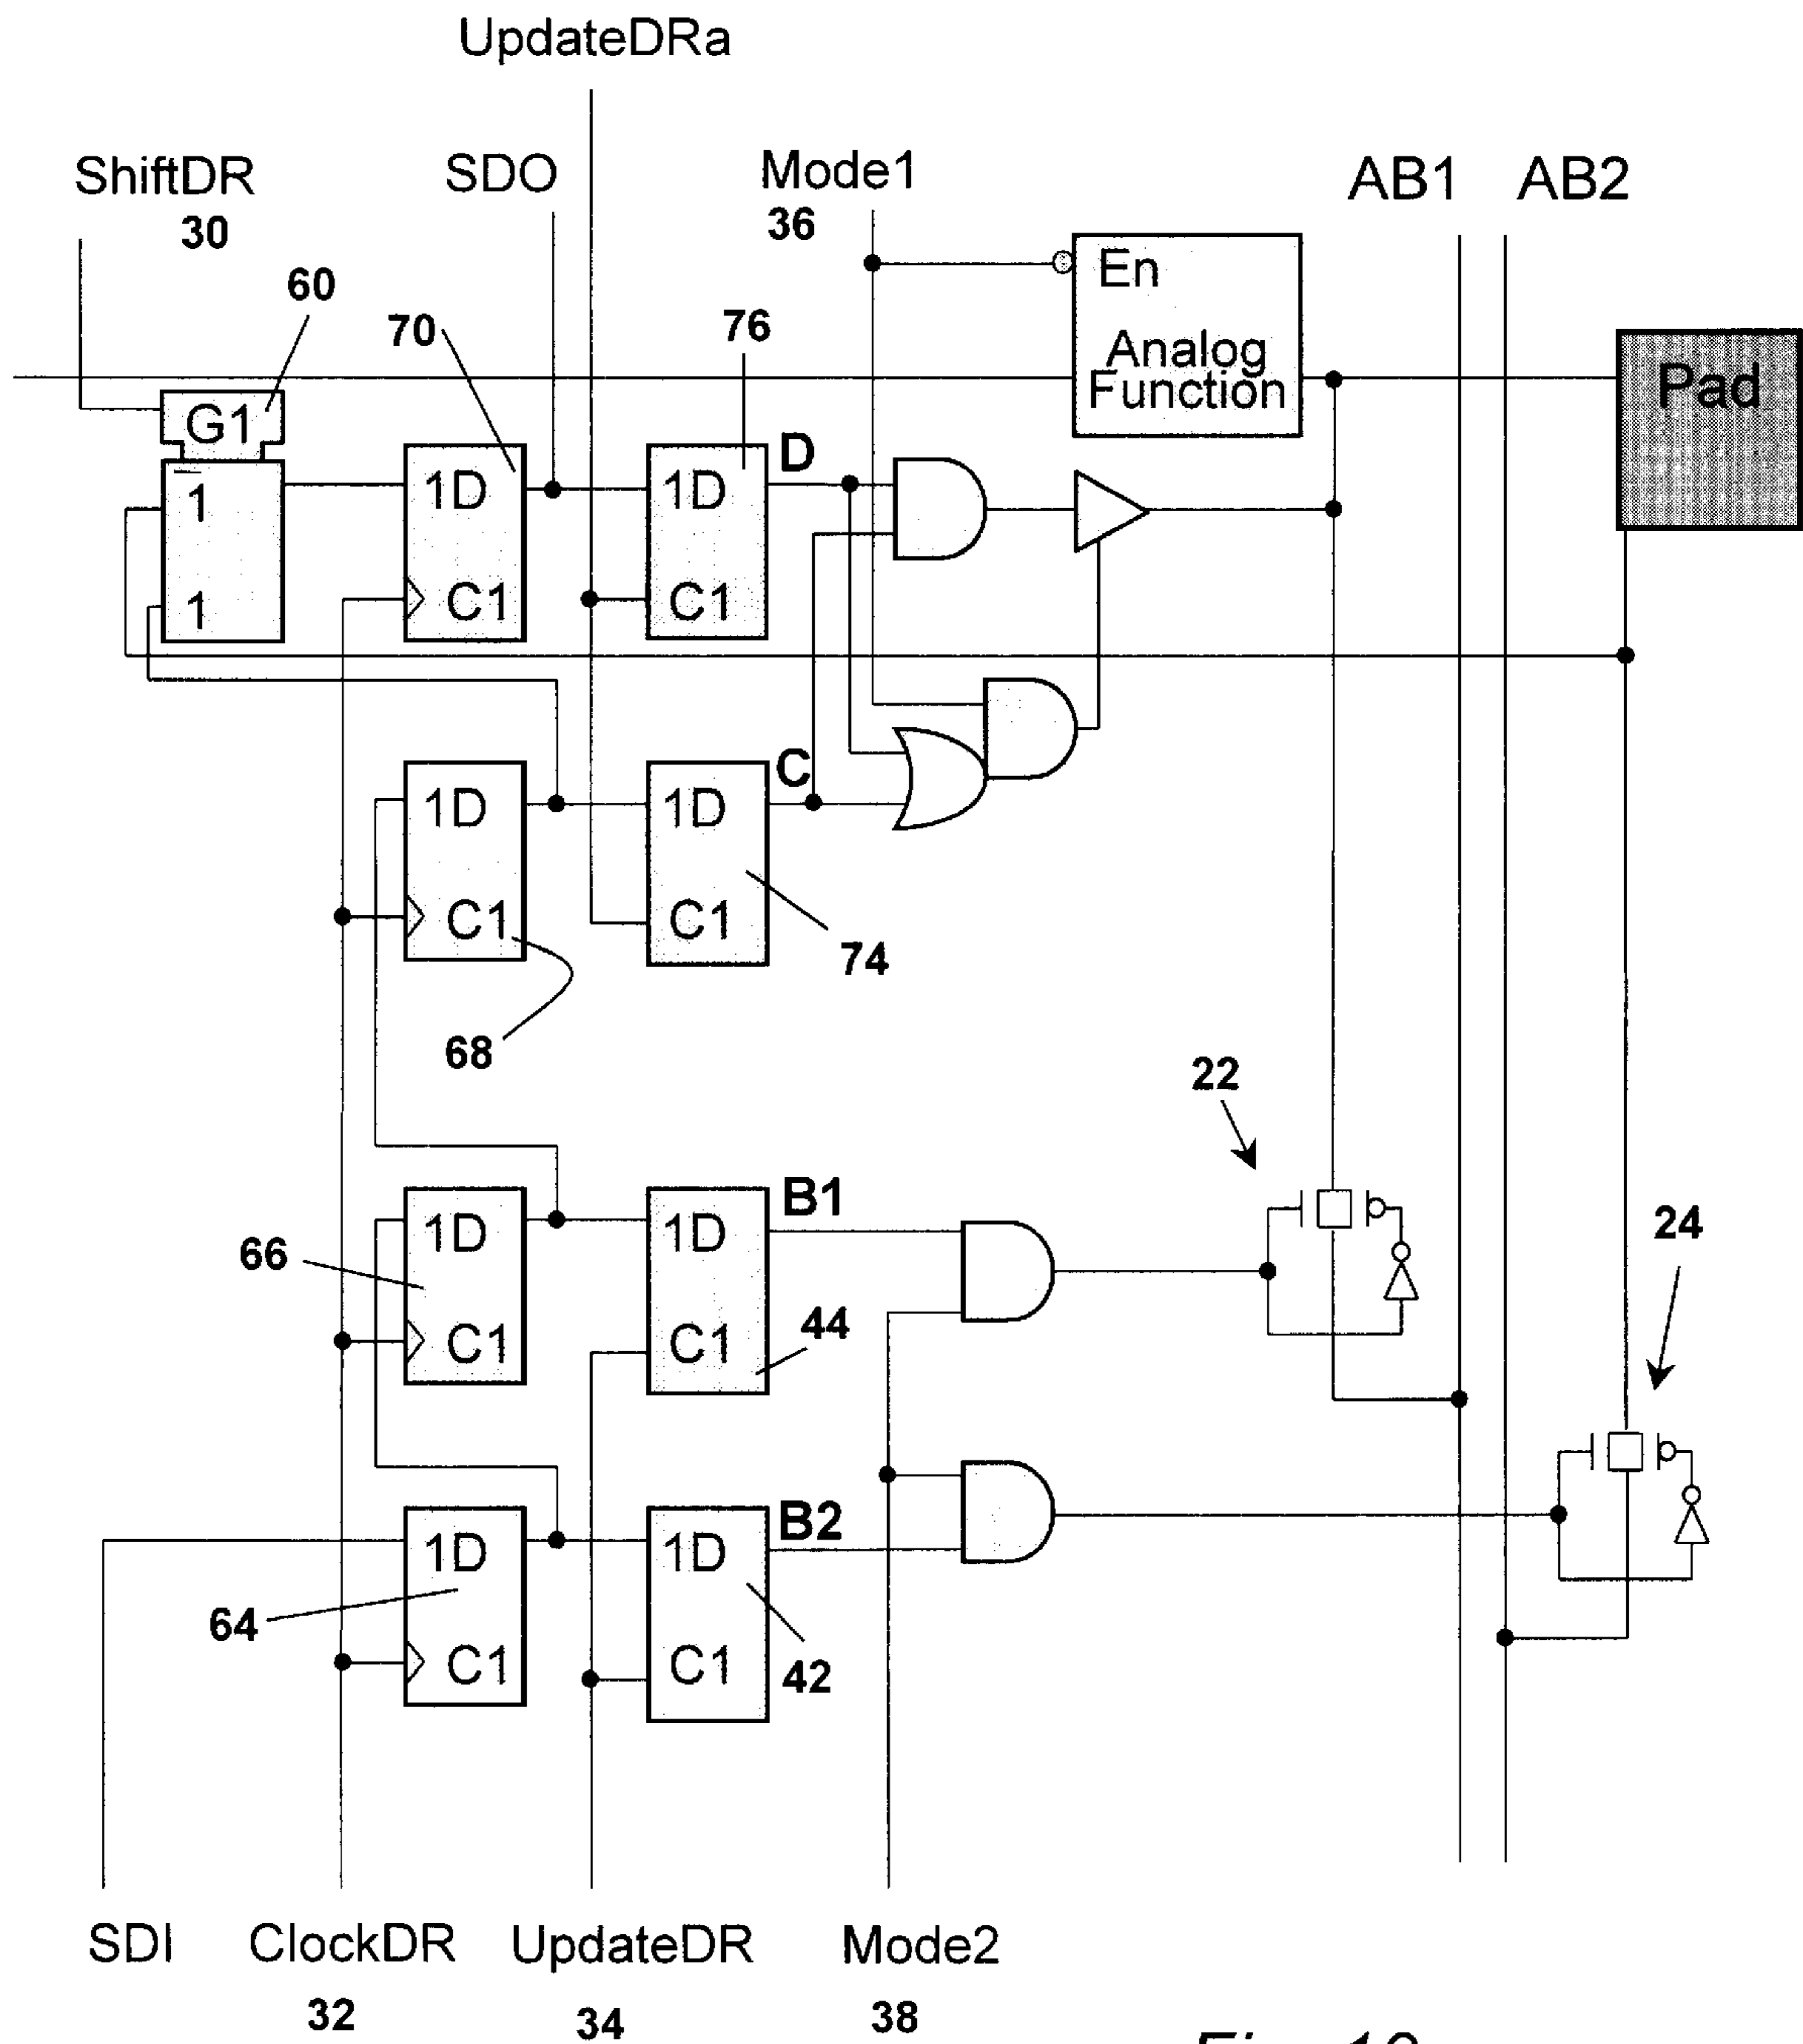 UpdateDRa
ShiftDR
30
SDO
Mode1
36
AB1
AB2
60
70
76
En
Analog
Function
Pad
G1
1
1
1D
C1
1D
C1
D
1D
C1
1D
C1
C
74
68
22
24
66
1D
C1
1D
C1
B1
44
64
1D
C1
1D
C1
B2
42
SDI
ClockDR
32
UpdateDR
34
Mode2
38